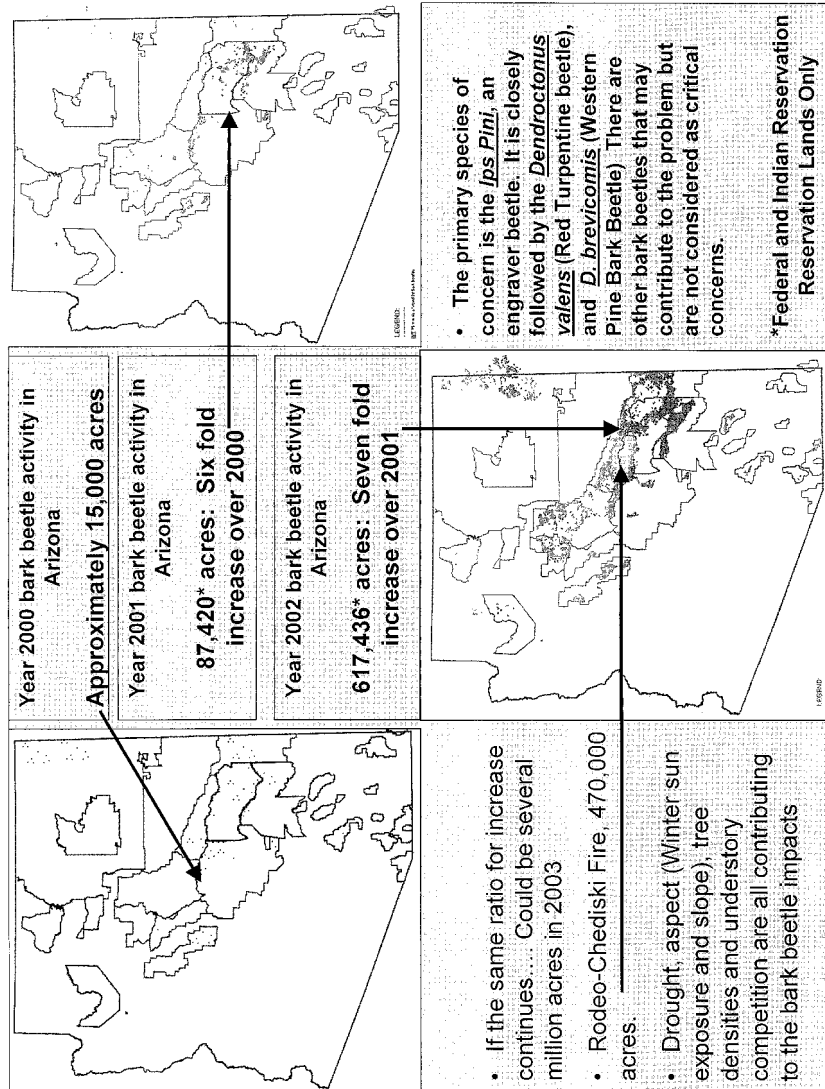 Year 2000 bark beetle activity in
Arizona
Approximately 15,000 acres
Year 2001 bark beetle activity in
Arizona
87,420* acres: Six fold
increase over 2000
Year 2002 bark beetle activity in
Arizona
617,436* acres: Seven fold
increase over 2001
LEGEND:
• If the same ratio for increase
continues.... Could be several
million acres in 2003
• Rodeo-Chediski Fire, 470,000
acres.
• Drought, aspect (Winter sun
exposure and slope), tree
densities and understory
competition are all contributing
to the bark beetle impacts
LEGEND
• The primary species of
concern is the Ips Pini, an
engraver beetle. It is closely
followed by the Dendroctonus
valens (Red Turpentine beetle),
and D. brevicomis (Western
Pine Bark Beetle) There are
other bark beetles that may
contribute to the problem but
are not considered as critical
concerns.
*Federal and Indian Reservation
Reservation Lands Only